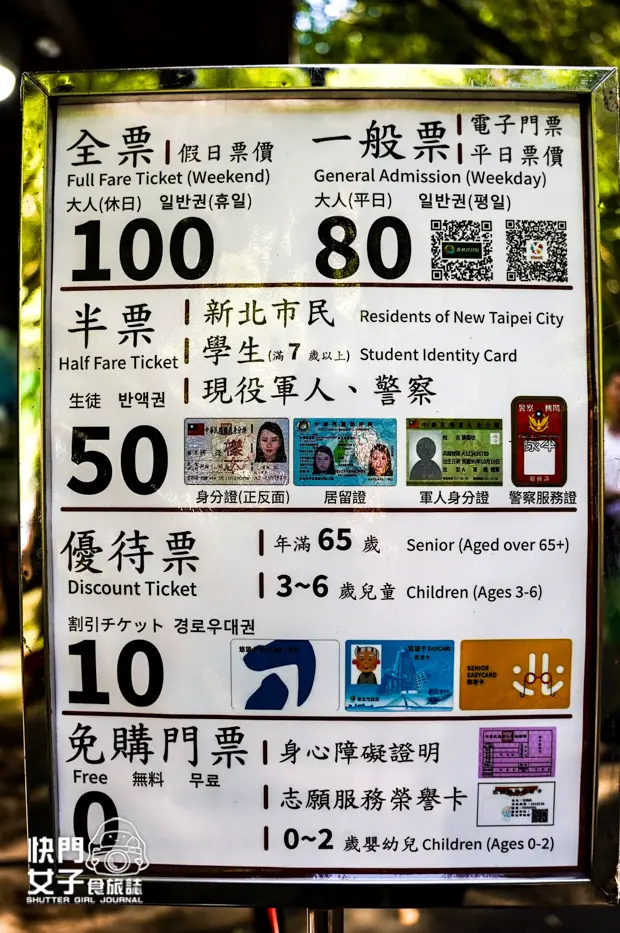 全票 假日票價
Full Fare Ticket (Weekend)
大人(休日) 일반권(휴일)
100
一般票 電子門票
平日票價
General Admission (Weekday)
大人(平日) 일반권(평일)
80
半票
Half Fare Ticket
生徒 반액권
50
新北市民 Residents of New Taipei City
學生(滿7歲以上) Student Identity Card
現役軍人、警察
身分證(正反面) 居留證 軍人身分證 警察服務證
優待票
Discount Ticket
割引チケット 경로우대권
10
年滿 65 歲 Senior (Aged over 65+)
3~6 歲兒童 Children (Ages 3-6)
EASYCARD
SENIOR
EASYCARD
免購門票
Free 無料 무료
0
身心障礙證明
志願服務榮譽卡
0~2 歲嬰幼兒 Children (Ages 0-2)
快門
女子食旅誌
SHUTTER GIRL JOURNAL